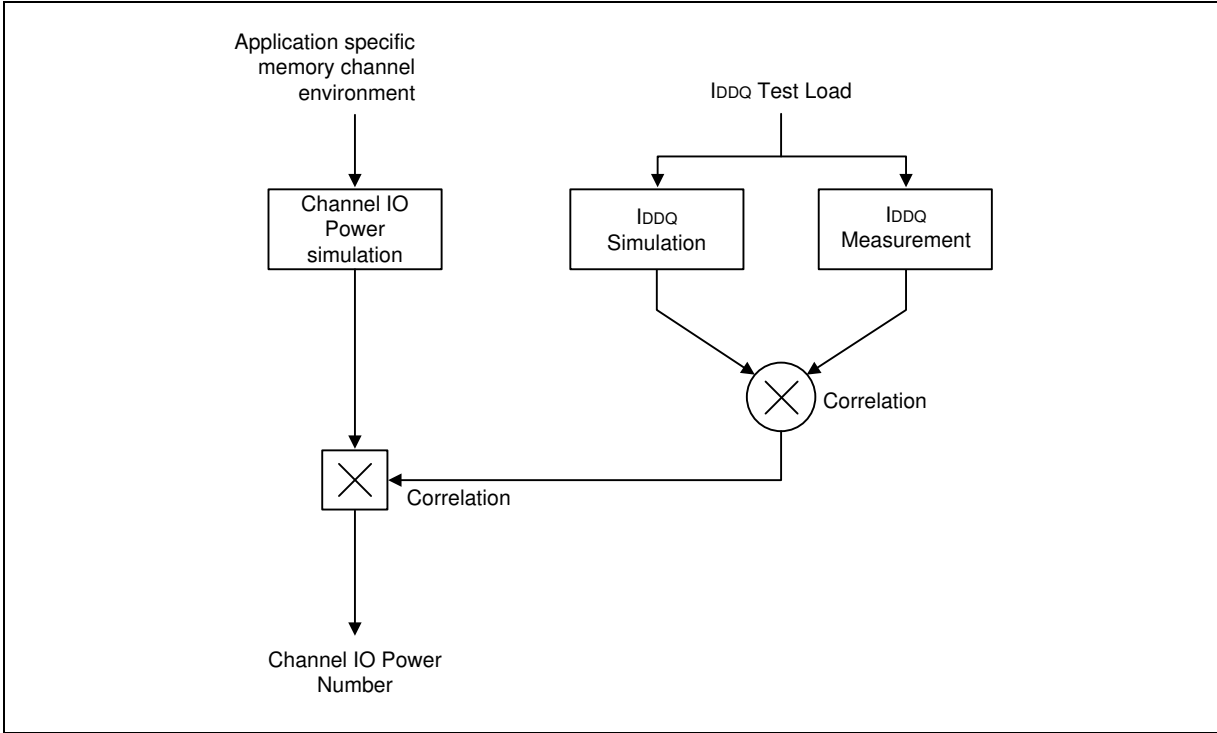 Application specific
memory channel
environment
IDDQ Test Load
Channel IO
Power
simulation
IDDQ
Simulation
IDDQ
Measurement
Correlation
Correlation
Channel IO Power
Number